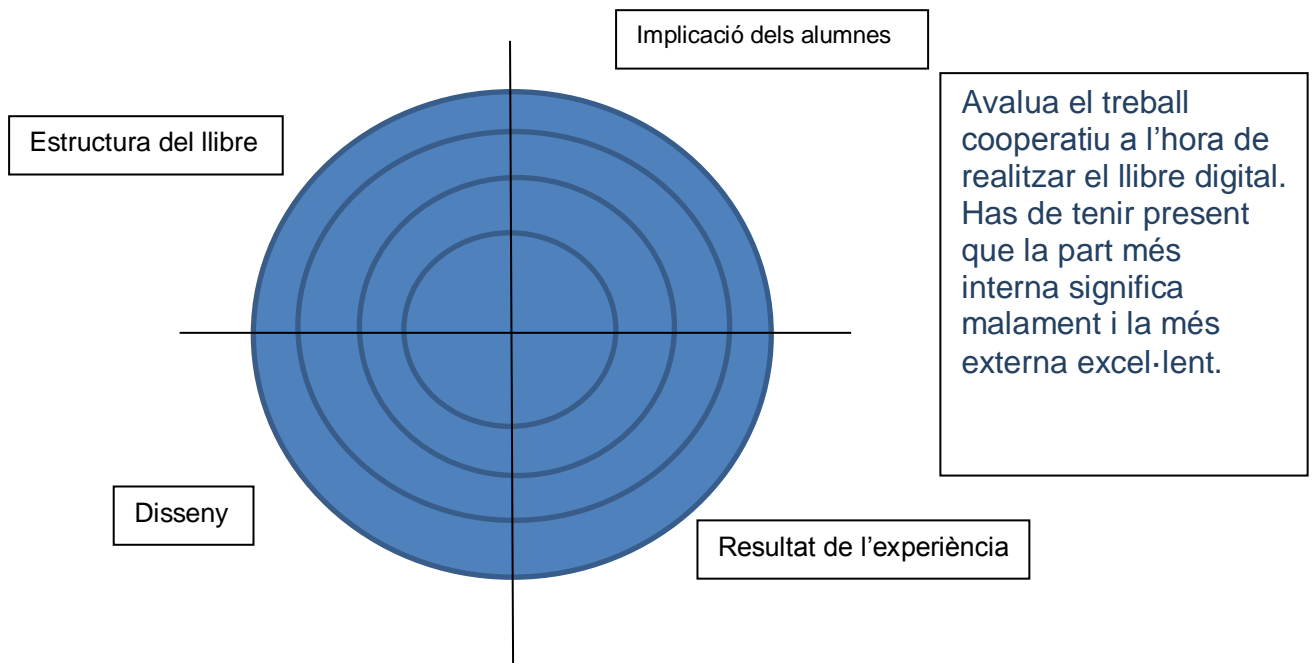 Implicació dels alumnes
Estructura del llibre
Avalua el treball
cooperatiu a l’hora de
realitzar el llibre digital.
Has de tenir present
que la part més
interna significa
malament i la més
externa excel·lent.
Disseny
Resultat de l’experiència